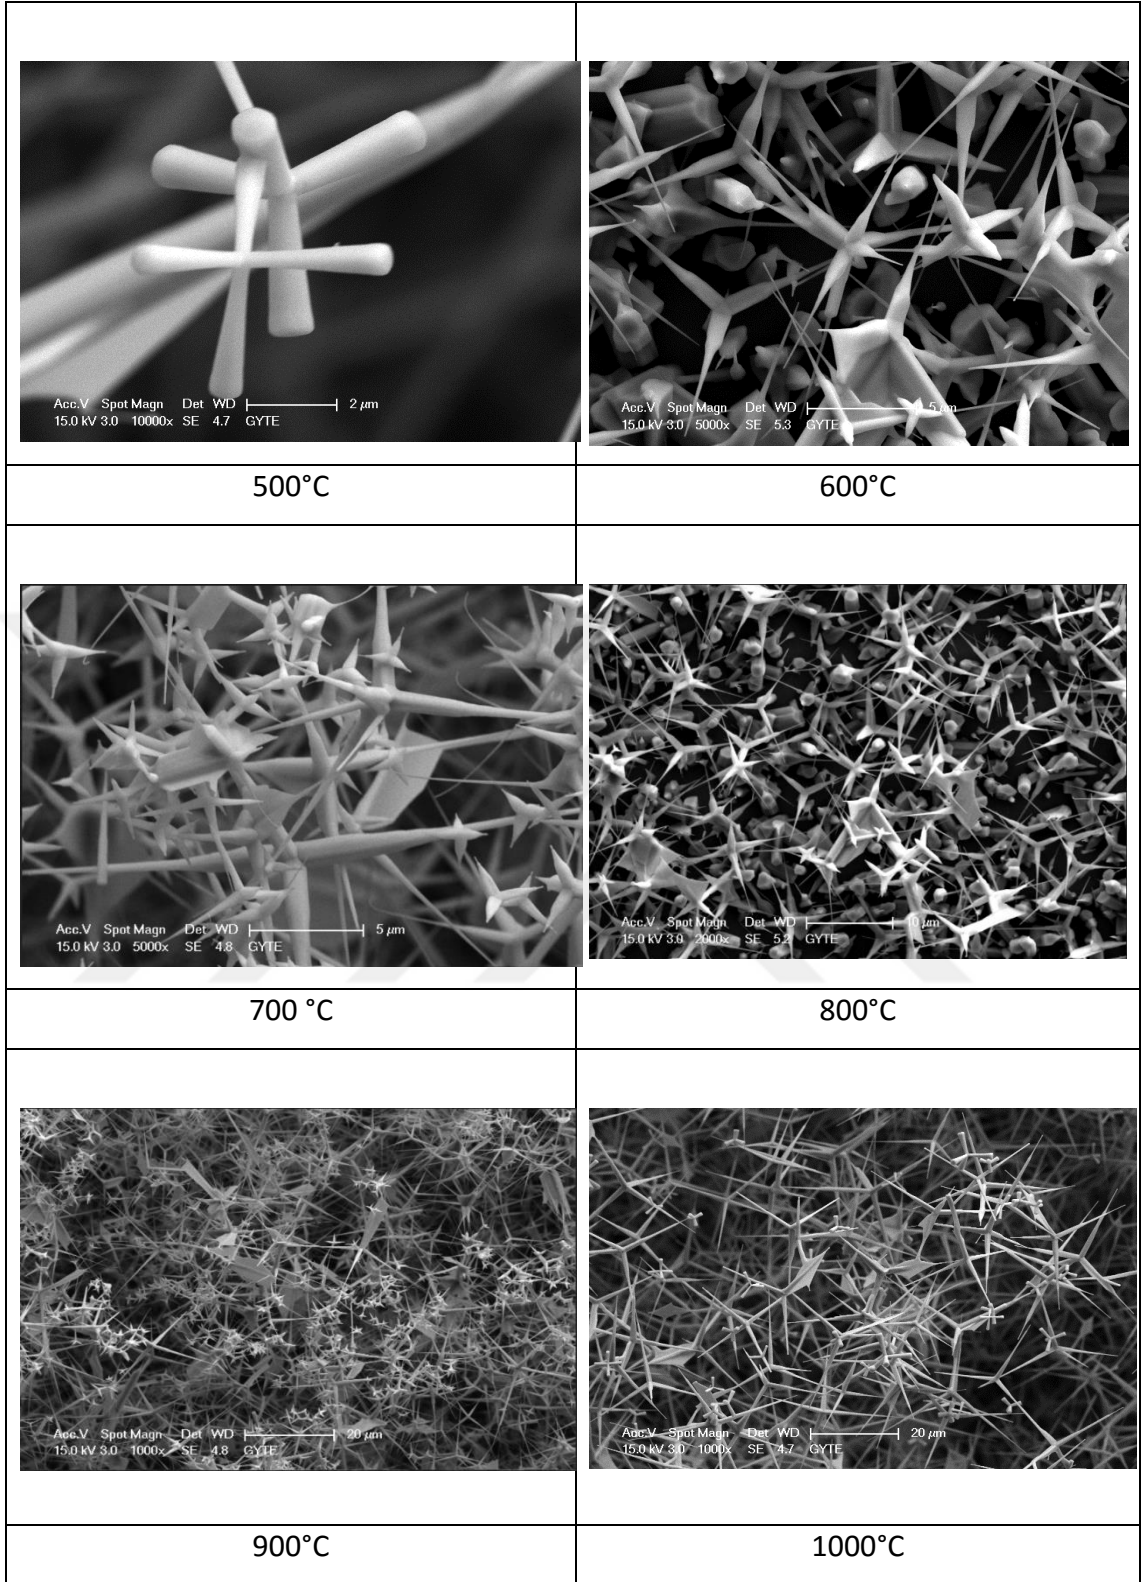 Acc.V Spot Magn Det WD 2 µm
15.0 kV 3.0 10000x SE 4.7 GYTE
Acc.V Spot Magn Det WD 5 µm
15.0 kV 3.0 5000x SE 5.3 GYTE
500°C
600°C
Acc.V Spot Magn Det WD 5 µm
15.0 kV 3.0 5000x SE 4.8 GYTE
Acc.V Spot Magn Det WD 10 µm
15.0 kV 3.0 2000x SE 5.2 GYTE
700 °C
800°C
Acc.V Spot Magn Det WD 20 µm
15.0 kV 3.0 1000x SE 4.8 GYTE
Acc.V Spot Magn Det WD 20 µm
15.0 kV 3.0 1000x SE 4.7 GYTE
900°C
1000°C